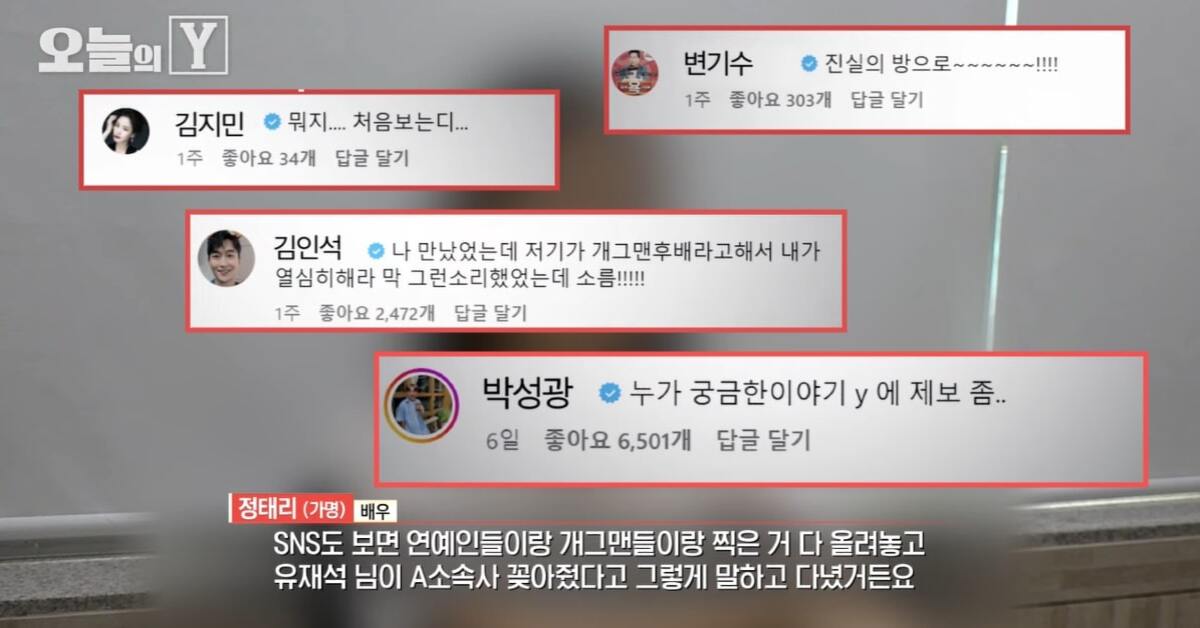 오늘의 Y
변기수 진실의 방으로~~~~~~!!!!
1주 좋아요 303개 답글 달기
김지민 뭐지.... 처음보는디...
1주 좋아요 34개 답글 달기
김인석 나 만났었는데 저기가 개그맨후배라고해서 내가
열심히해라 막 그런소리했었는데 소름!!!!!
1주 좋아요 2,472개 답글 달기
박성광 누가 궁금한이야기 y 에 제보 좀..
6일 좋아요 6,501개 답글 달기
정태리 (가명) 배우
SNS도 보면 연예인들이랑 개그맨들이랑 찍은 거 다 올려놓고
유재석 님이 A소속사 꽂아줬다고 그렇게 말하고 다녔거든요